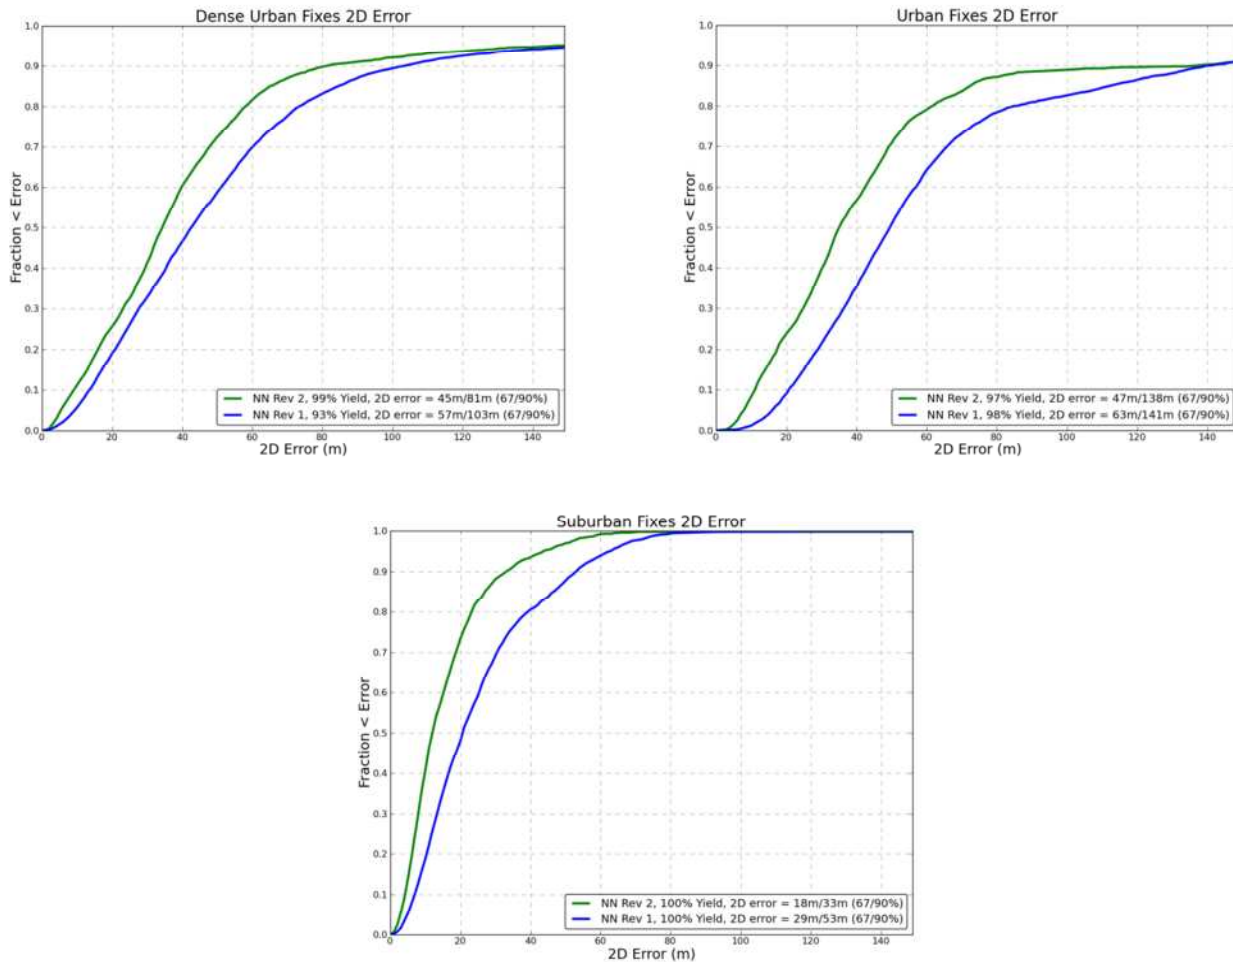 Dense Urban Fixes 2D Error
1.0
0.9
0.8
0.7
0.6
0.5
0.4
0.3
0.2
0.1
0.0
Fraction < Error
NN Rev 2, 99% Yield, 2D error = 45m/81m (67/90%)
NN Rev 1, 93% Yield, 2D error = 57m/103m (67/90%)
0 20 40 60 80 100 120 140
2D Error (m)
Urban Fixes 2D Error
1.0
0.9
0.8
0.7
0.6
0.5
0.4
0.3
0.2
0.1
0.0
Fraction < Error
NN Rev 2, 97% Yield, 2D error = 47m/138m (67/90%)
NN Rev 1, 98% Yield, 2D error = 63m/141m (67/90%)
0 20 40 60 80 100 120 140
2D Error (m)
Suburban Fixes 2D Error
1.0
0.9
0.8
0.7
0.6
0.5
0.4
0.3
0.2
0.1
0.0
Fraction < Error
NN Rev 2, 100% Yield, 2D error = 18m/33m (67/90%)
NN Rev 1, 100% Yield, 2D error = 29m/53m (67/90%)
0 20 40 60 80 100 120 140
2D Error (m)